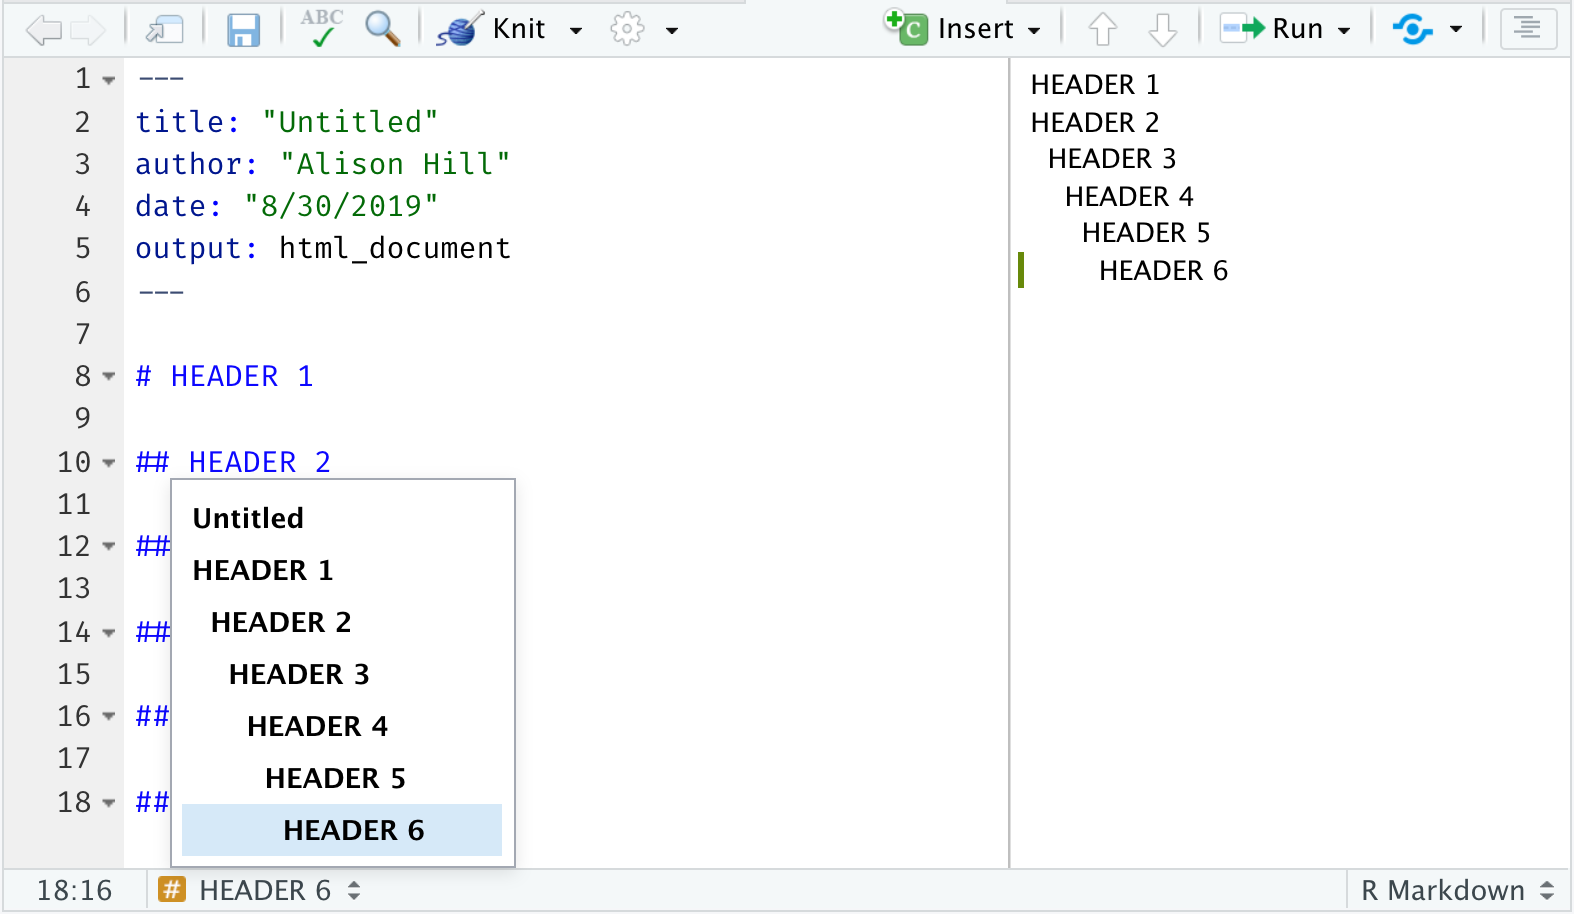 ABC Knit Insert Run
1 ---
2 title: "Untitled"
3 author: "Alison Hill"
4 date: "8/30/2019"
5 output: html_document
6 ---
7
8 # HEADER 1
9
10 ## HEADER 2
11
12 ##
13
14 ##
15
16 ##
17
18 ##
Untitled
HEADER 1
HEADER 2
HEADER 3
HEADER 4
HEADER 5
HEADER 6
HEADER 1
HEADER 2
HEADER 3
HEADER 4
HEADER 5
HEADER 6
18:16 # HEADER 6 R Markdown